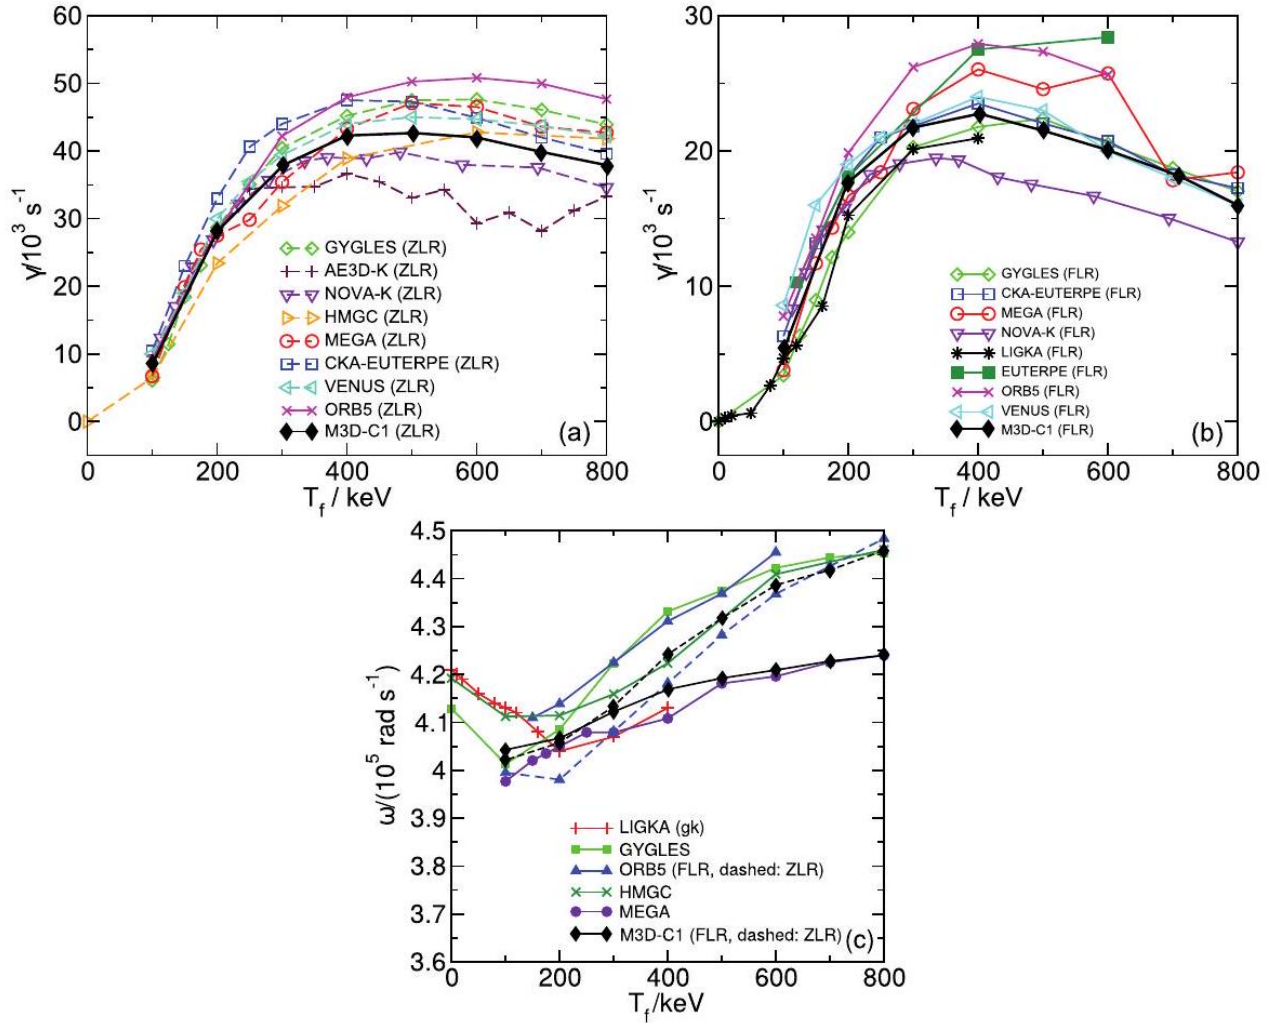 60
50
40
30
20
10
0
γ/10³ s⁻¹
GYGLES (ZLR)
AE3D-K (ZLR)
NOVA-K (ZLR)
HMGC (ZLR)
MEGA (ZLR)
CKA-EUTERPE (ZLR)
VENUS (ZLR)
ORB5 (ZLR)
M3D-C1 (ZLR)
(a)
0 200 400 600 800
T_f / keV
30
20
10
0
γ/10³ s⁻¹
GYGLES (FLR)
CKA-EUTERPE (FLR)
MEGA (FLR)
NOVA-K (FLR)
LIGKA (FLR)
EUTERPE (FLR)
ORB5 (FLR)
VENUS (FLR)
M3D-C1 (FLR)
(b)
0 200 400 600 800
T_f / keV
4.5
4.4
4.3
4.2
4.1
4
3.9
3.8
3.7
3.6
ω/(10⁵ rad s⁻¹)
LIGKA (gk)
GYGLES
ORB5 (FLR, dashed: ZLR)
HMGC
MEGA
M3D-C1 (FLR, dashed: ZLR)
(c)
0 200 400 600 800
T_f /keV